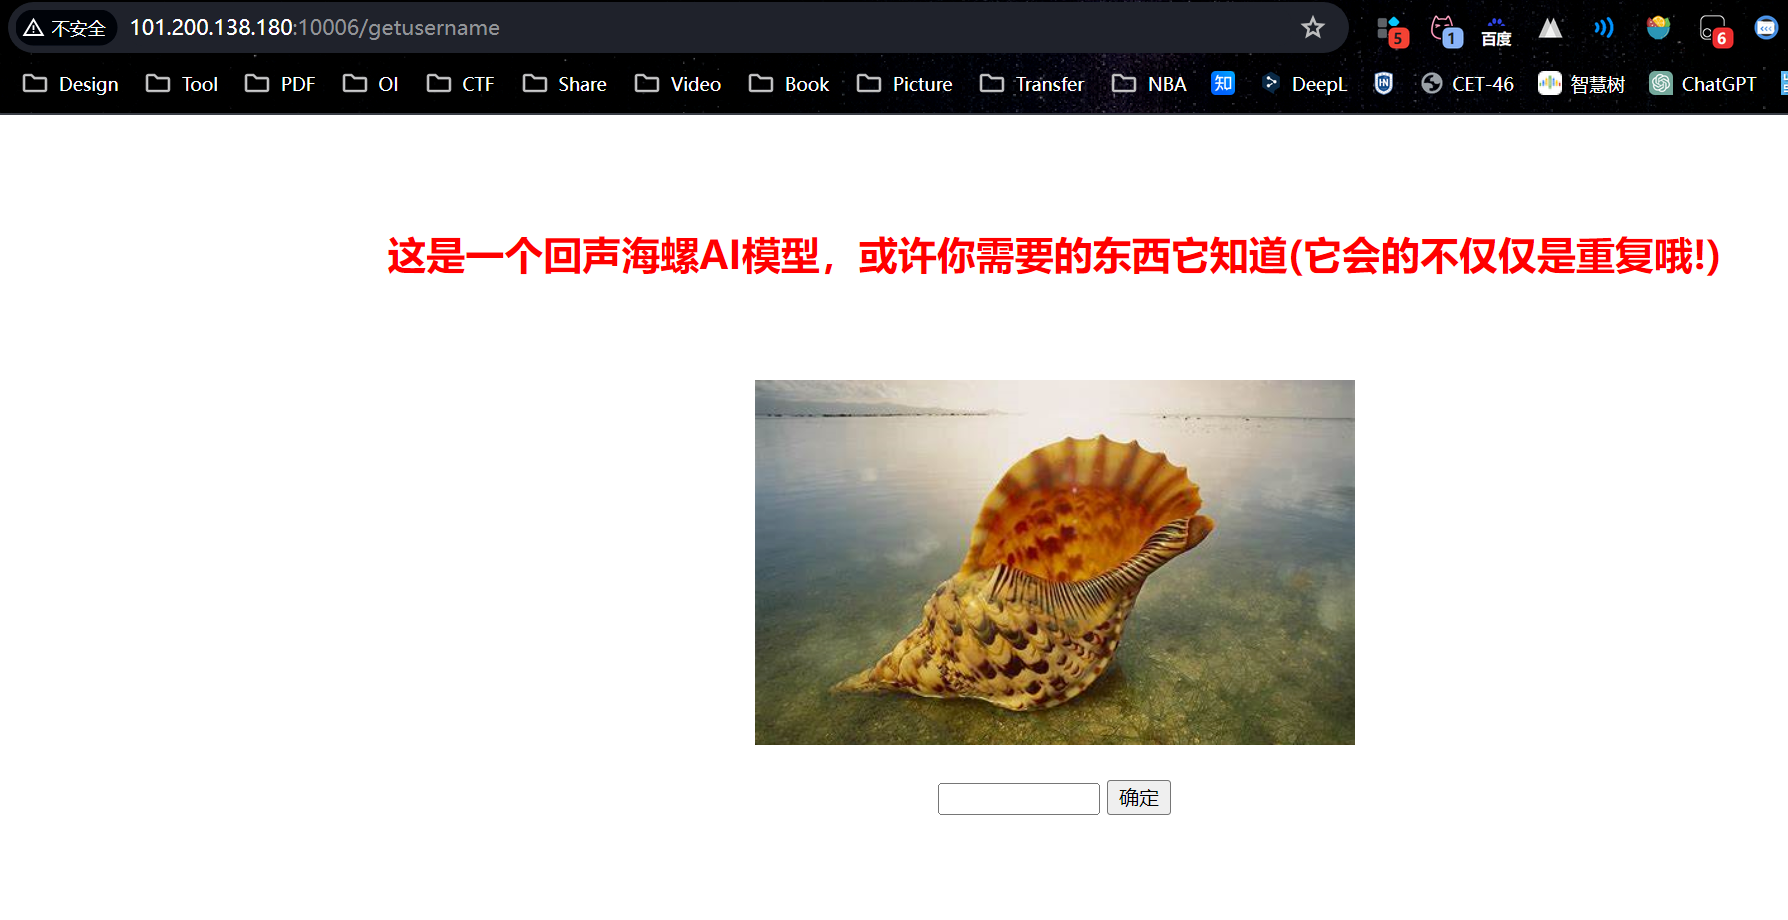 不安全 101.200.138.180:10006/getusername 5 1 百度 6
Design Tool PDF OI CTF Share Video Book Picture Transfer NBA 知 DeepL CET-46 智慧树 ChatGPT
这是一个回声海螺AI模型，或许你需要的东西它知道(它会的不仅仅是重复哦!)
确定